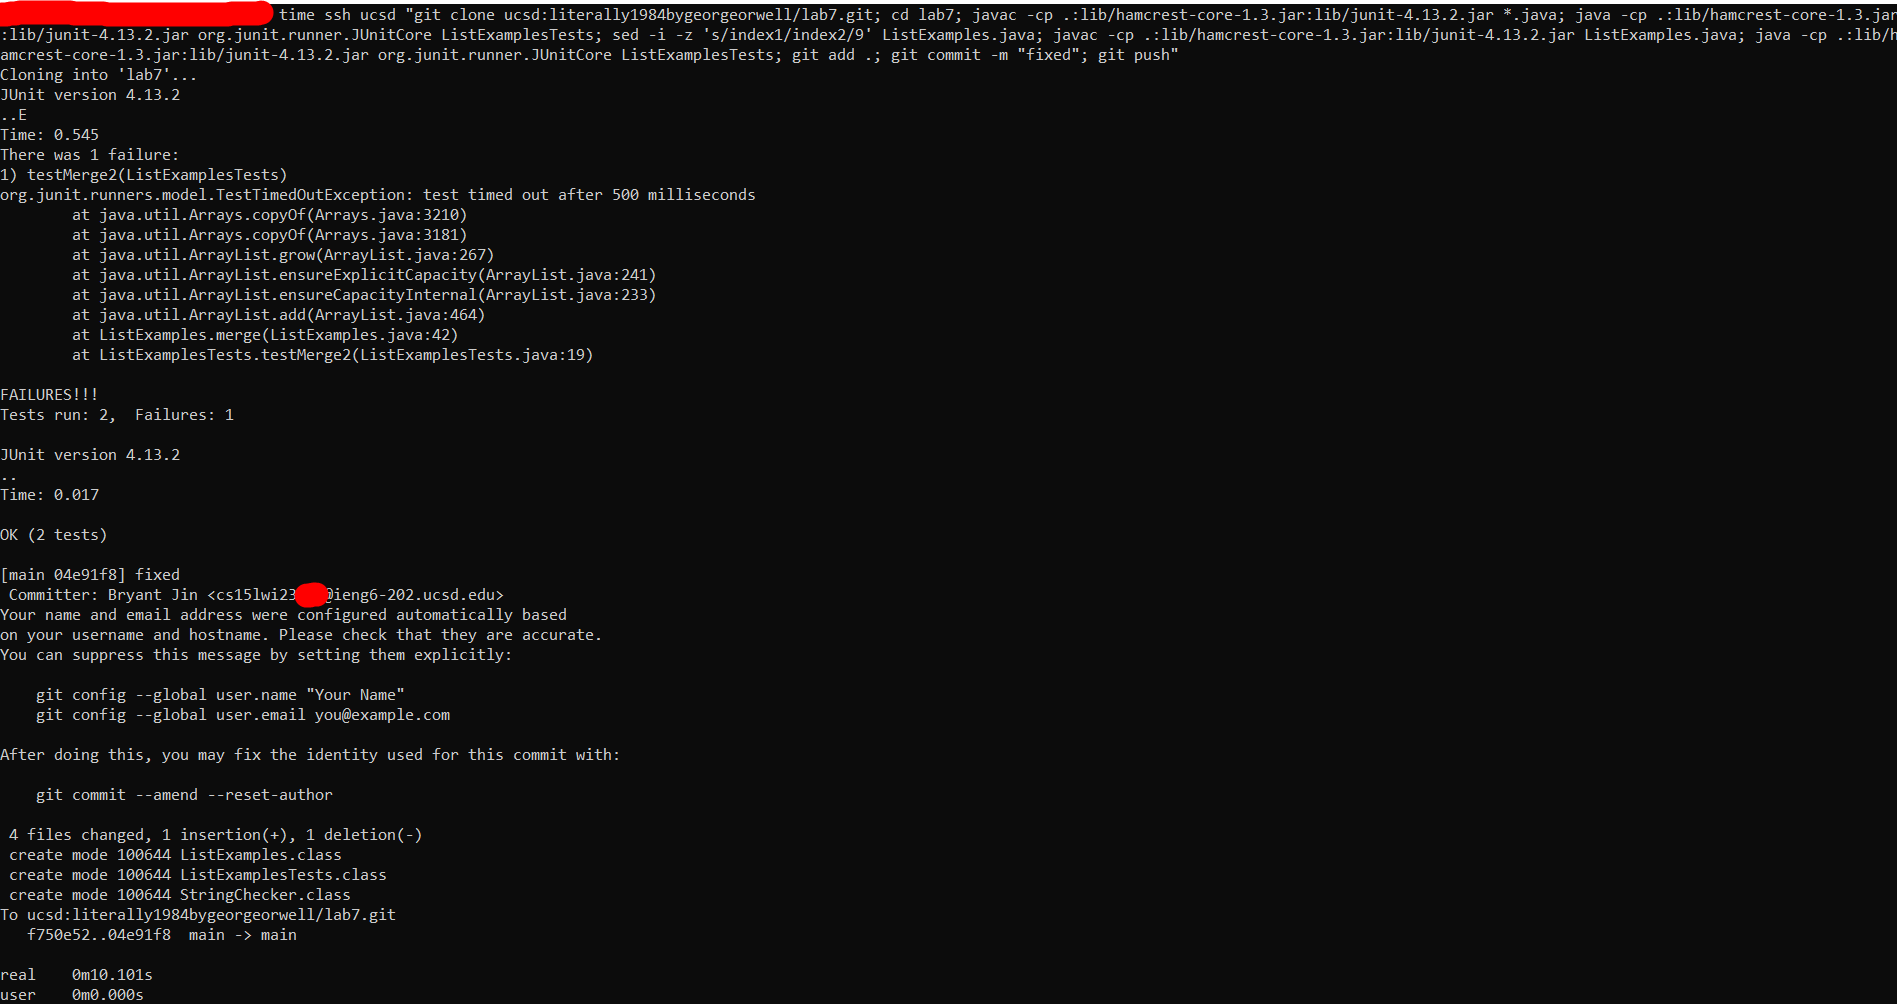 time ssh ucsd "git clone ucsd:literally1984bygeorgeorwell/lab7.git; cd lab7; javac -cp .:lib/hamcrest-core-1.3.jar:lib/junit-4.13.2.jar *.java; java -cp .:lib/hamcrest-core-1.3.jar
:lib/junit-4.13.2.jar org.junit.runner.JUnitCore ListExamplesTests; sed -i -z 's/index1/index2/9' ListExamples.java; javac -cp .:lib/hamcrest-core-1.3.jar:lib/junit-4.13.2.jar ListExamples.java; java -cp .:lib/h
amcrest-core-1.3.jar:lib/junit-4.13.2.jar org.junit.runner.JUnitCore ListExamplesTests; git add .; git commit -m "fixed"; git push"
Cloning into 'lab7'...
JUnit version 4.13.2
..E
Time: 0.545
There was 1 failure:
1) testMerge2(ListExamplesTests)
org.junit.runners.model.TestTimedOutException: test timed out after 500 milliseconds
        at java.util.Arrays.copyOf(Arrays.java:3210)
        at java.util.Arrays.copyOf(Arrays.java:3181)
        at java.util.ArrayList.grow(ArrayList.java:267)
        at java.util.ArrayList.ensureExplicitCapacity(ArrayList.java:241)
        at java.util.ArrayList.ensureCapacityInternal(ArrayList.java:233)
        at java.util.ArrayList.add(ArrayList.java:464)
        at ListExamples.merge(ListExamples.java:42)
        at ListExamplesTests.testMerge2(ListExamplesTests.java:19)

FAILURES!!!
Tests run: 2,  Failures: 1

JUnit version 4.13.2
..
Time: 0.017

OK (2 tests)

[main 04e91f8] fixed
 Committer: Bryant Jin <cs15lwi23@ieng6-202.ucsd.edu>
Your name and email address were configured automatically based
on your username and hostname. Please check that they are accurate.
You can suppress this message by setting them explicitly:

    git config --global user.name "Your Name"
    git config --global user.email you@example.com

After doing this, you may fix the identity used for this commit with:

    git commit --amend --reset-author

 4 files changed, 1 insertion(+), 1 deletion(-)
 create mode 100644 ListExamples.class
 create mode 100644 ListExamplesTests.class
 create mode 100644 StringChecker.class
To ucsd:literally1984bygeorgeorwell/lab7.git
   f750e52..04e91f8  main -> main

real    0m10.101s
user    0m0.000s